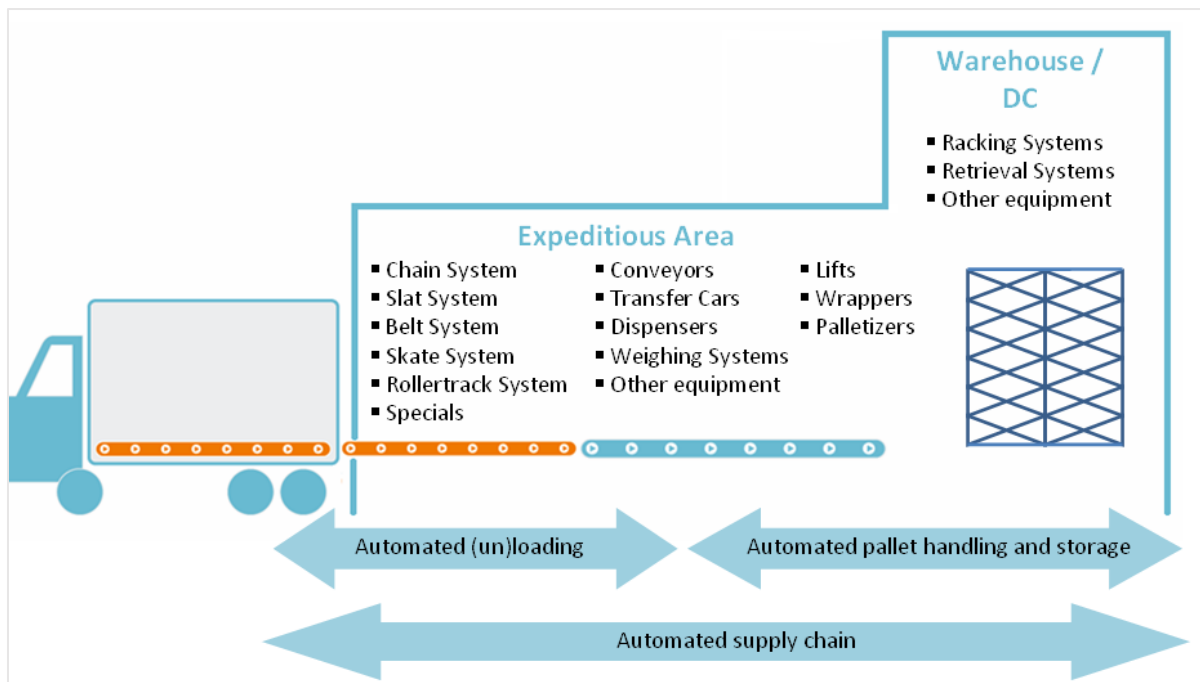 Warehouse /
DC
▪ Racking Systems
▪ Retrieval Systems
▪ Other equipment
Expeditious Area
▪ Chain System
▪ Slat System
▪ Belt System
▪ Skate System
▪ Rollertrack System
▪ Specials
▪ Conveyors
▪ Transfer Cars
▪ Dispensers
▪ Weighing Systems
▪ Other equipment
▪ Lifts
▪ Wrappers
▪ Palletizers
Automated (un)loading
Automated pallet handling and storage
Automated supply chain